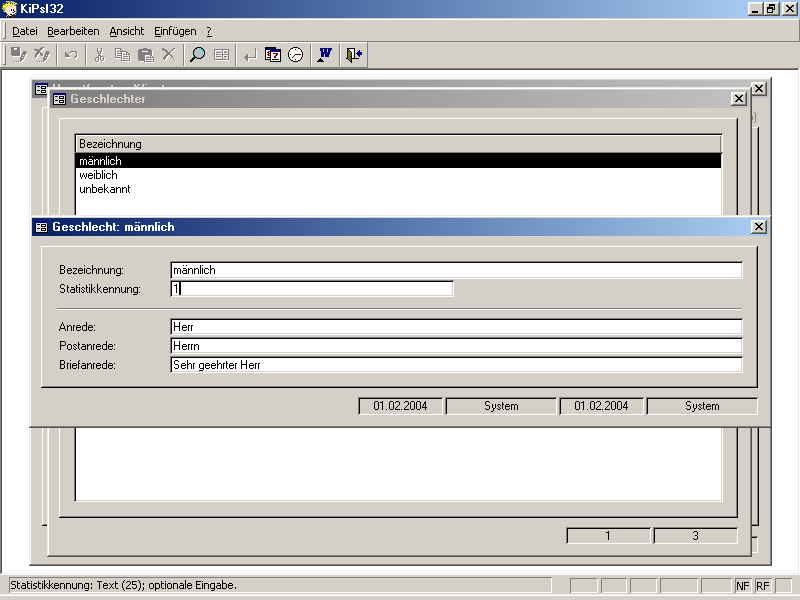 KiPsI32
Datei Bearbeiten Ansicht Einfügen ?
Geschlechter
Bezeichnung
männlich
weiblich
unbekannt
Geschlecht: männlich
Bezeichnung: männlich
Statistikkennung: 1
Anrede: Herr
Postanrede: Herrn
Briefanrede: Sehr geehrter Herr
01.02.2004 System 01.02.2004 System
1 3
Statistikkennung: Text (25); optionale Eingabe. NF RF